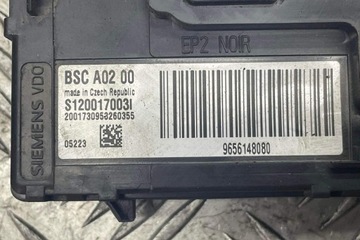 EP2 NOIR
SIEMENS VDO
BSC A02 00
made in Czech Republic
S120017003I
2001730958260355
05223
9656148080